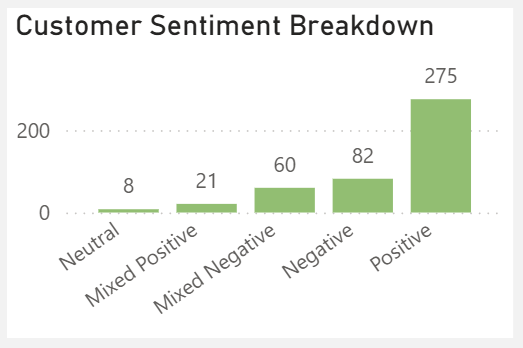 Customer Sentiment Breakdown
275
200
82
60
21
8
0
Neutral
Mixed Positive
Mixed Negative
Negative
Positive